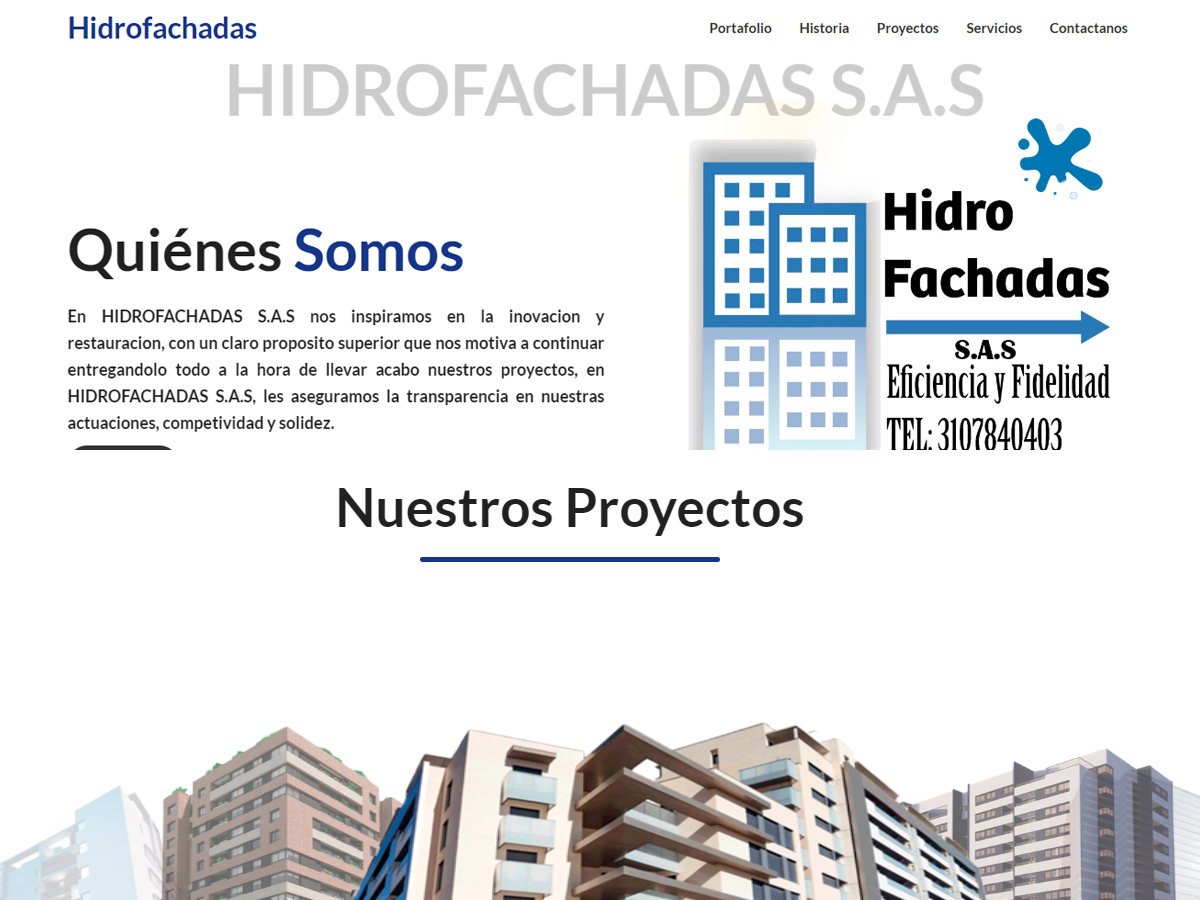 Hidrofachadas
Portafolio Historia Proyectos Servicios Contactanos
HIDROFACHADAS S.A.S
Quiénes Somos
En HIDROFACHADAS S.A.S nos inspiramos en la inovacion y
restauracion, con un claro proposito superior que nos motiva a continuar
entregandolo todo a la hora de llevar acabo nuestros proyectos, en
HIDROFACHADAS S.A.S, les aseguramos la transparencia en nuestras
actuaciones, competividad y solidez.
Hidro
Fachadas
S.A.S
Eficiencia y Fidelidad
TEL: 3107840403
Nuestros Proyectos